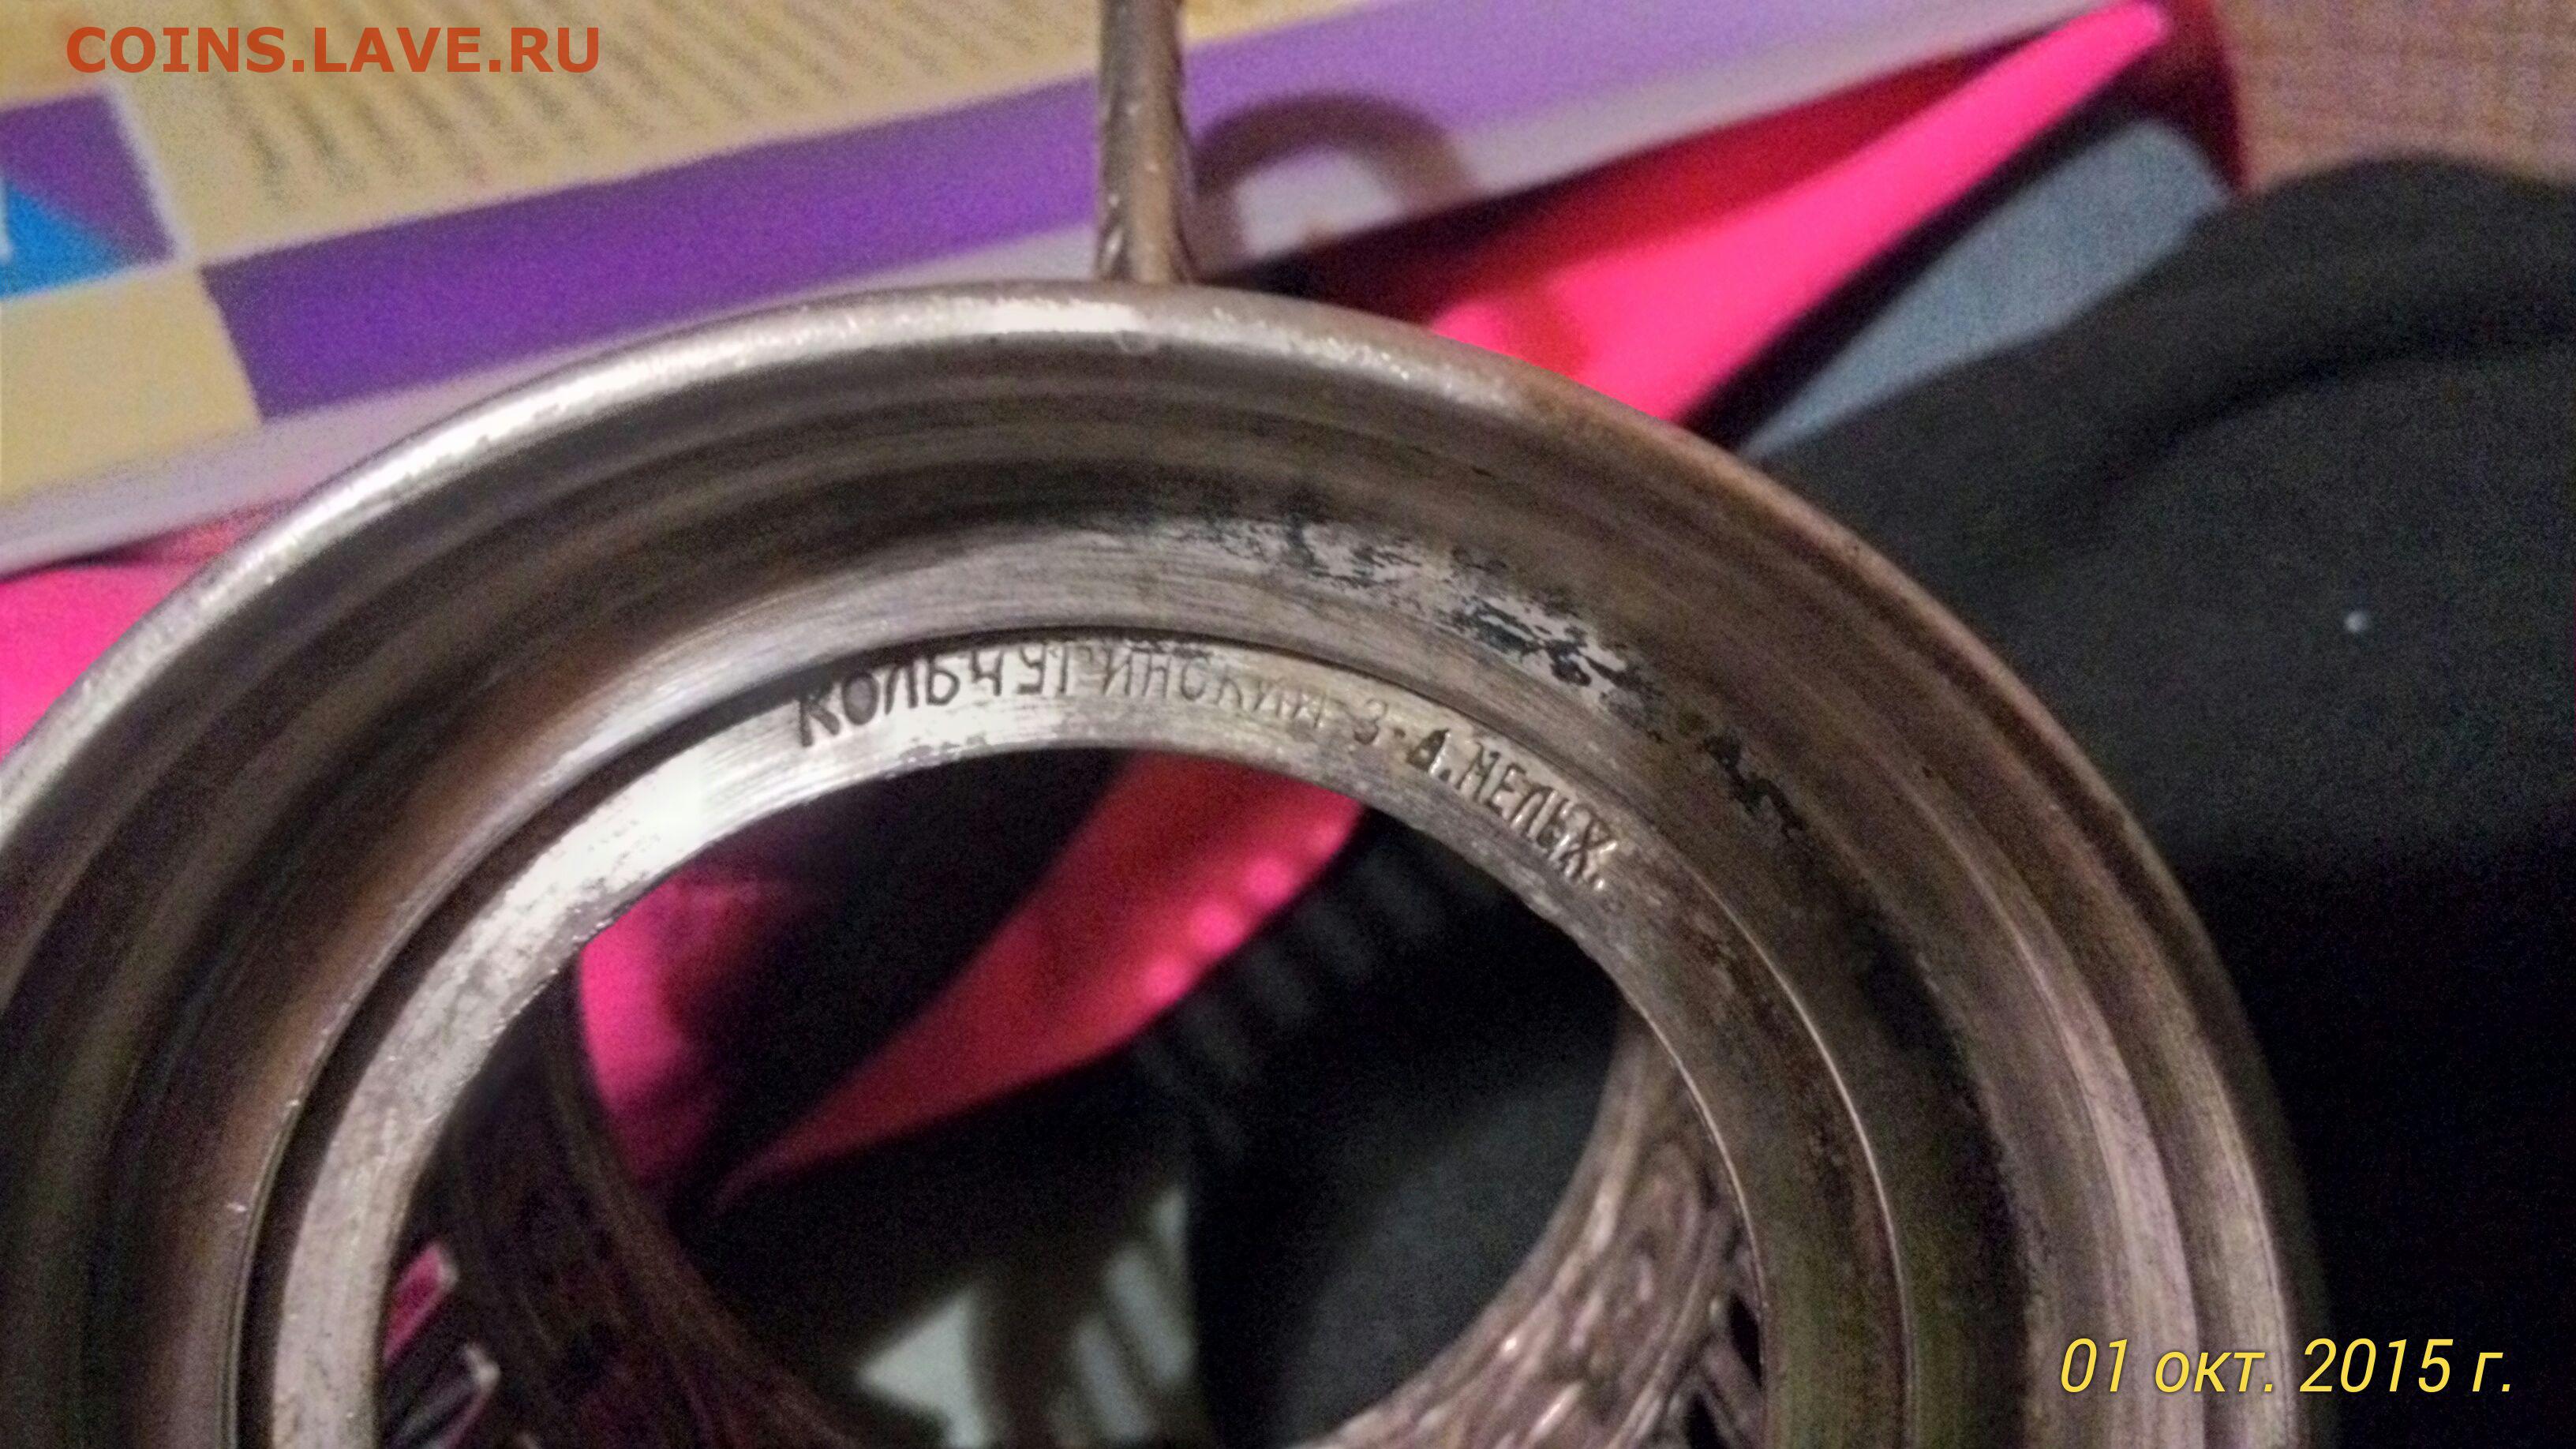 COINS.LAVE.RU
КОЛЬЧУГИНСКИЙ З-Д. МЕЛЬХ.
01 окт. 2015 г.